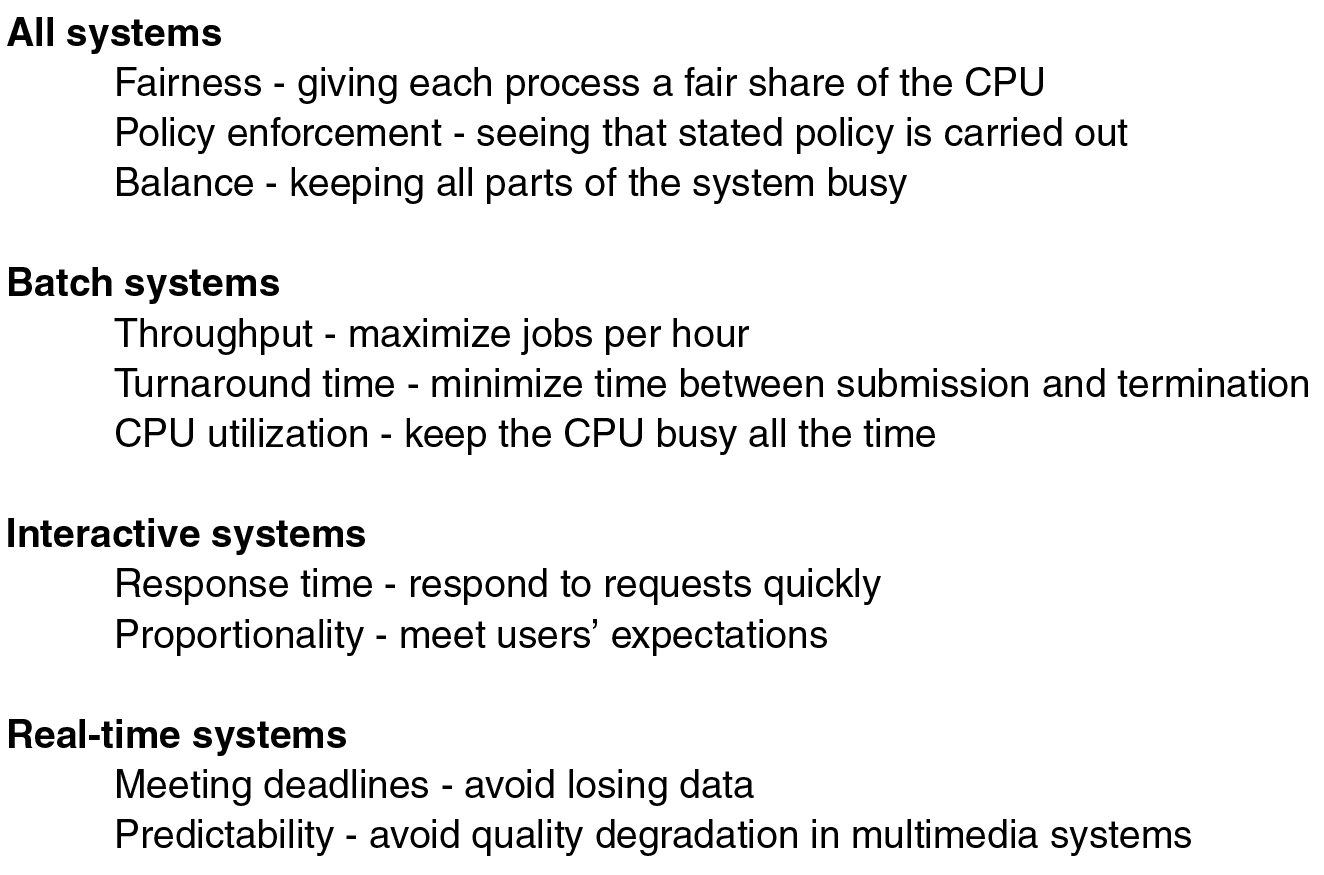 All systems
Fairness - giving each process a fair share of the CPU
Policy enforcement - seeing that stated policy is carried out
Balance - keeping all parts of the system busy
Batch systems
Throughput - maximize jobs per hour
Turnaround time - minimize time between submission and termination
CPU utilization - keep the CPU busy all the time
Interactive systems
Response time - respond to requests quickly
Proportionality - meet users’ expectations
Real-time systems
Meeting deadlines - avoid losing data
Predictability - avoid quality degradation in multimedia systems